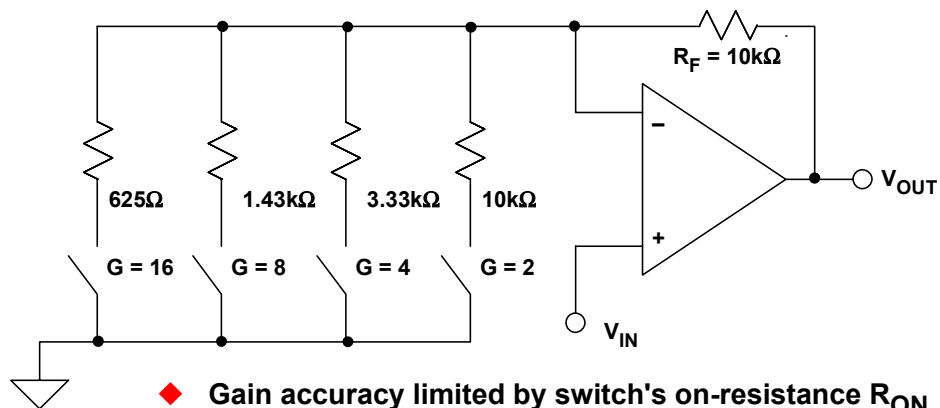 R_F = 10kΩ
−
+
V_OUT
V_IN
625Ω
1.43kΩ
3.33kΩ
10kΩ
G = 16
G = 8
G = 4
G = 2
◆ Gain accuracy limited by switch's on-resistance R_ON